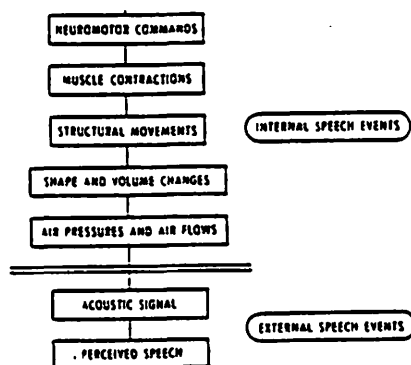 NEUROMOTOR COMMANDS
MUSCLE CONTRACTIONS
STRUCTURAL MOVEMENTS
INTERNAL SPEECH EVENTS
SHAPE AND VOLUME CHANGES
AIR PRESSURES AND AIR FLOWS
ACOUSTIC SIGNAL
EXTERNAL SPEECH EVENTS
. PERCEIVED SPEECH